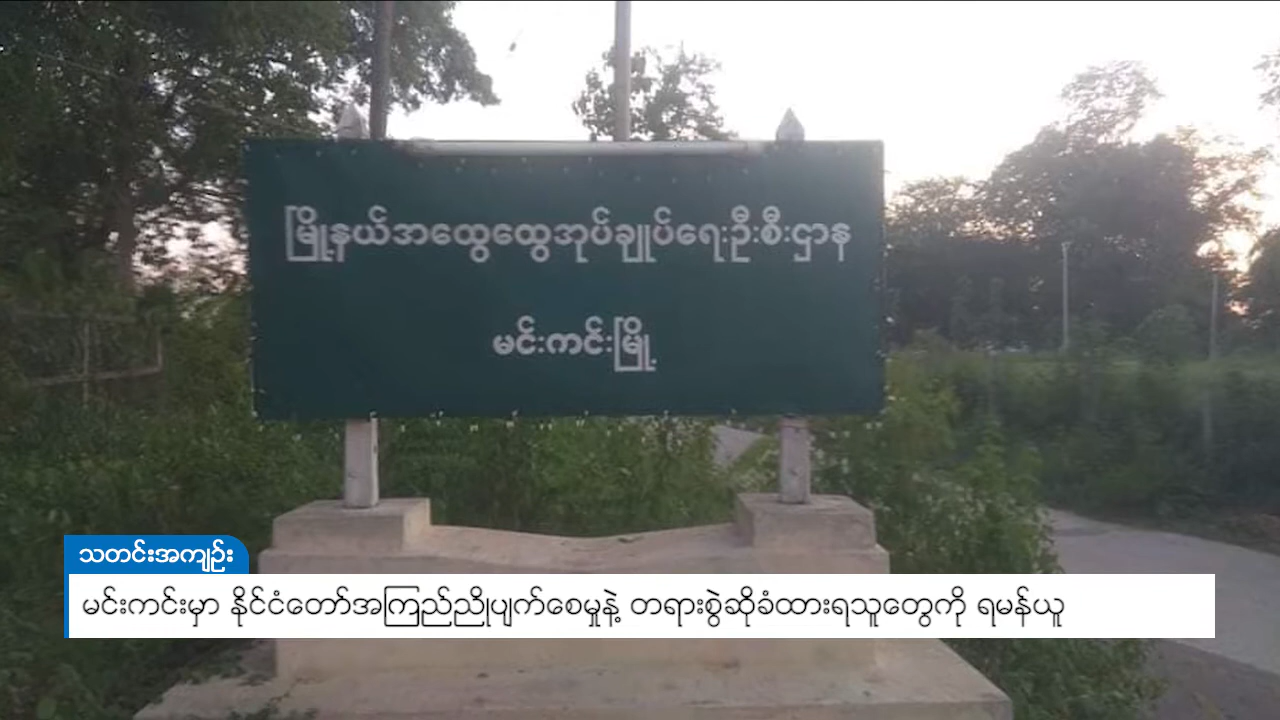 မြို့နယ်အထွေထွေအုပ်ချုပ်ရေးဦးစီးဌာန
မင်းကင်းမြို့
သတင်းအကျဉ်း
မင်းကင်းမှာ နိုင်ငံတော်အကြည်ညိုပျက်စေမှုနဲ့ တရားစွဲဆိုခံထားရသူတွေကို ရမန်ယူ